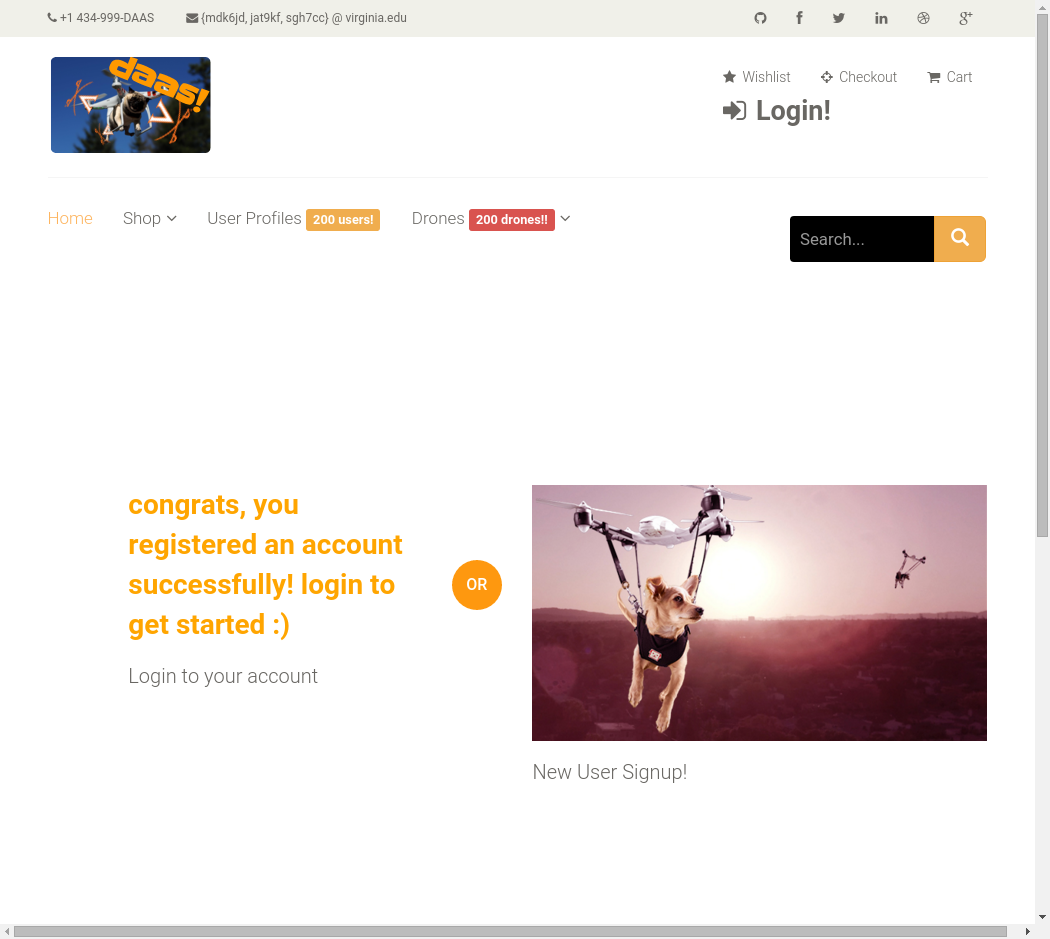 +1 434-999-DAAS
{mdk6jd, jat9kf, sgh7cc} @ virginia.edu
daas!
Wishlist
Checkout
Cart
Login!
Home
Shop
User Profiles 200 users!
Drones 200 drones!!
Search...
congrats, you
registered an account
successfully! login to
get started :)
Login to your account
OR
New User Signup!